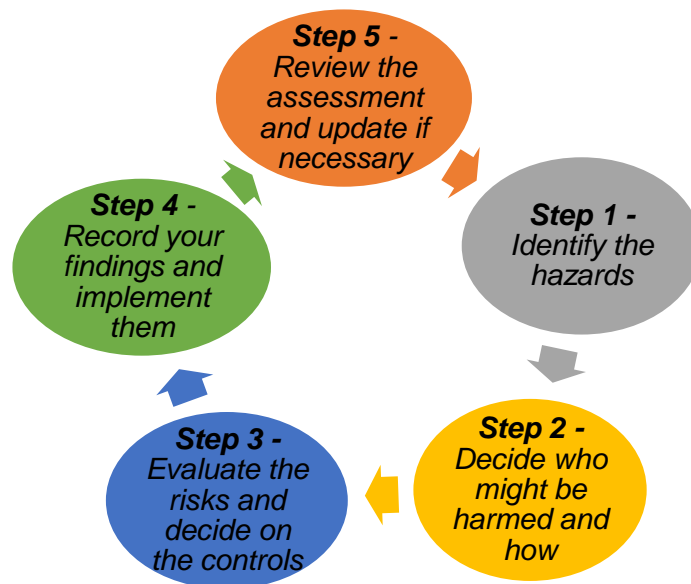 Step 5 -
Review the
assessment
and update if
necessary
Step 1 -
Identify the
hazards
Step 2 -
Decide who
might be
harmed and
how
Step 3 -
Evaluate the
risks and
decide on
the controls
Step 4 -
Record your
findings and
implement
them